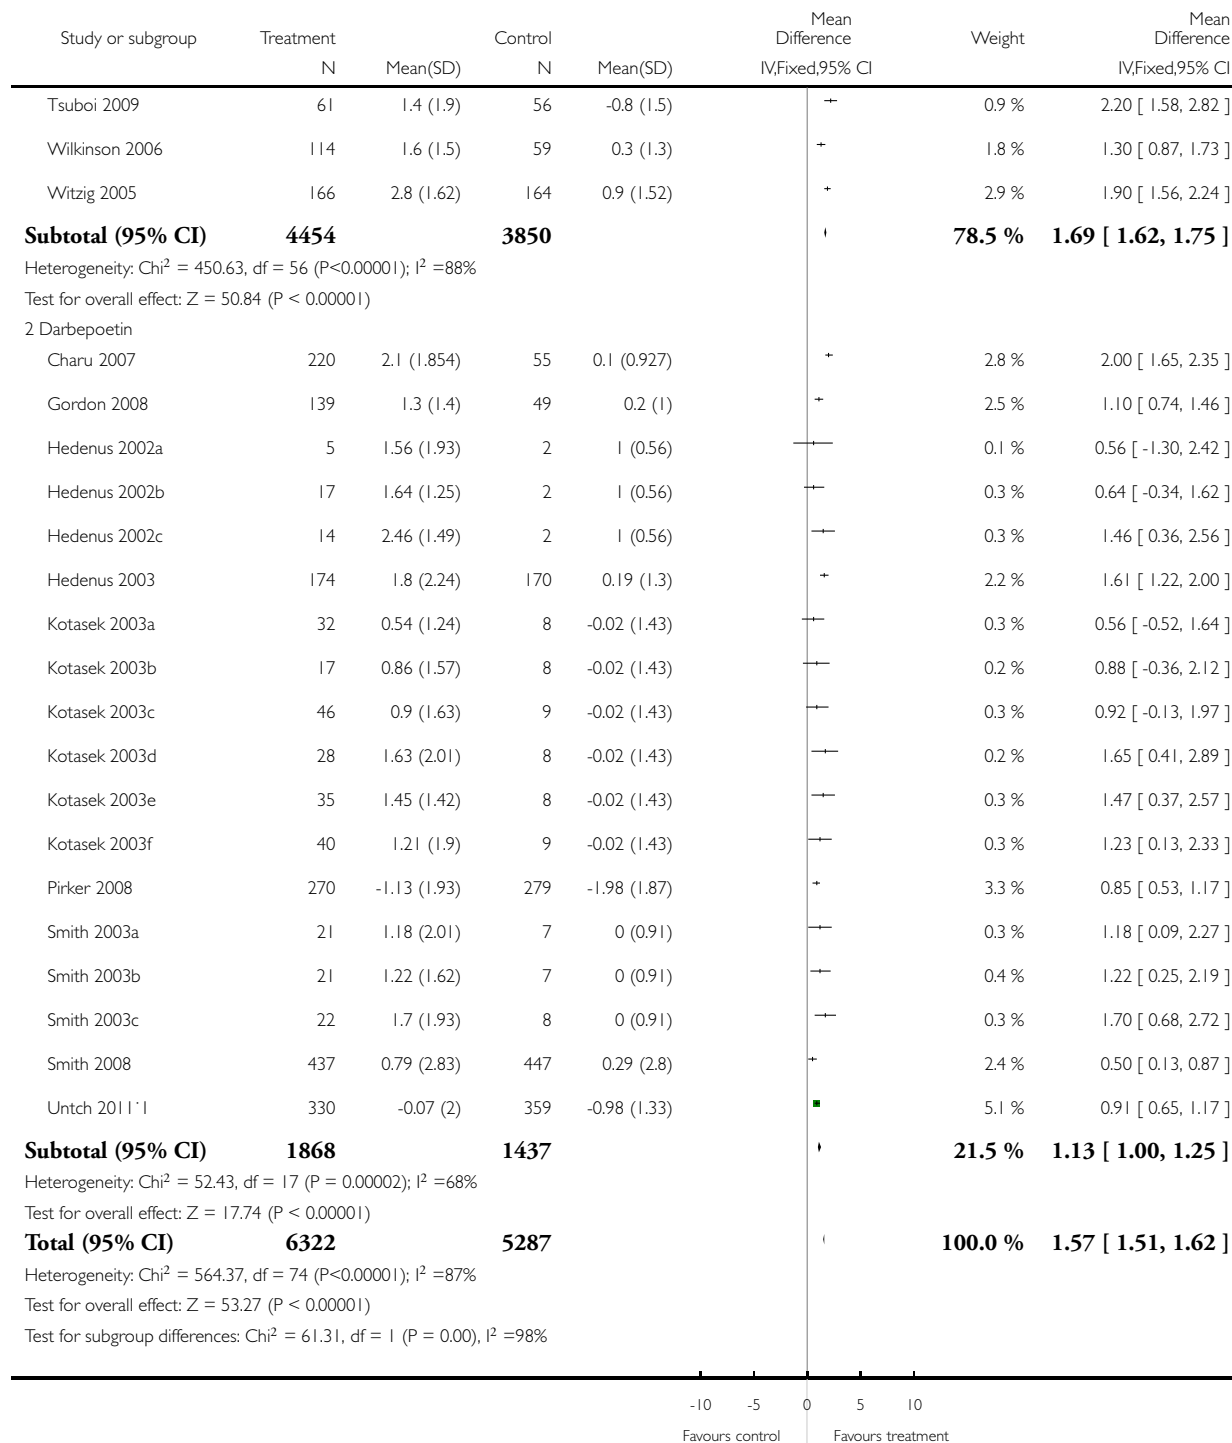 Study or subgroup Treatment Control Mean Difference Weight Mean Difference
N Mean(SD) N Mean(SD) IV,Fixed,95% CI IV,Fixed,95% CI
Tsuboi 2009 61 1.4 (1.9) 56 -0.8 (1.5) 0.9 % 2.20 [ 1.58, 2.82 ]
Wilkinson 2006 114 1.6 (1.5) 59 0.3 (1.3) 1.8 % 1.30 [ 0.87, 1.73 ]
Witzig 2005 166 2.8 (1.62) 164 0.9 (1.52) 2.9 % 1.90 [ 1.56, 2.24 ]
Subtotal (95% CI) 4454 3850 78.5 % 1.69 [ 1.62, 1.75 ]
Heterogeneity: Chi² = 450.63, df = 56 (P<0.00001); I² =88%
Test for overall effect: Z = 50.84 (P < 0.00001)
2 Darbepoetin
Charu 2007 220 2.1 (1.854) 55 0.1 (0.927) 2.8 % 2.00 [ 1.65, 2.35 ]
Gordon 2008 139 1.3 (1.4) 49 0.2 (1) 2.5 % 1.10 [ 0.74, 1.46 ]
Hedenus 2002a 5 1.56 (1.93) 2 1 (0.56) 0.1 % 0.56 [ -1.30, 2.42 ]
Hedenus 2002b 17 1.64 (1.25) 2 1 (0.56) 0.3 % 0.64 [ -0.34, 1.62 ]
Hedenus 2002c 14 2.46 (1.49) 2 1 (0.56) 0.3 % 1.46 [ 0.36, 2.56 ]
Hedenus 2003 174 1.8 (2.24) 170 0.19 (1.3) 2.2 % 1.61 [ 1.22, 2.00 ]
Kotasek 2003a 32 0.54 (1.24) 8 -0.02 (1.43) 0.3 % 0.56 [ -0.52, 1.64 ]
Kotasek 2003b 17 0.86 (1.57) 8 -0.02 (1.43) 0.2 % 0.88 [ -0.36, 2.12 ]
Kotasek 2003c 46 0.9 (1.63) 9 -0.02 (1.43) 0.3 % 0.92 [ -0.13, 1.97 ]
Kotasek 2003d 28 1.63 (2.01) 8 -0.02 (1.43) 0.2 % 1.65 [ 0.41, 2.89 ]
Kotasek 2003e 35 1.45 (1.42) 8 -0.02 (1.43) 0.3 % 1.47 [ 0.37, 2.57 ]
Kotasek 2003f 40 1.21 (1.9) 9 -0.02 (1.43) 0.3 % 1.23 [ 0.13, 2.33 ]
Pirker 2008 270 -1.13 (1.93) 279 -1.98 (1.87) 3.3 % 0.85 [ 0.53, 1.17 ]
Smith 2003a 21 1.18 (2.01) 7 0 (0.91) 0.3 % 1.18 [ 0.09, 2.27 ]
Smith 2003b 21 1.22 (1.62) 7 0 (0.91) 0.4 % 1.22 [ 0.25, 2.19 ]
Smith 2003c 22 1.7 (1.93) 8 0 (0.91) 0.3 % 1.70 [ 0.68, 2.72 ]
Smith 2008 437 0.79 (2.83) 447 0.29 (2.8) 2.4 % 0.50 [ 0.13, 0.87 ]
Untch 2011˙1 330 -0.07 (2) 359 -0.98 (1.33) 5.1 % 0.91 [ 0.65, 1.17 ]
Subtotal (95% CI) 1868 1437 21.5 % 1.13 [ 1.00, 1.25 ]
Heterogeneity: Chi² = 52.43, df = 17 (P = 0.00002); I² =68%
Test for overall effect: Z = 17.74 (P < 0.00001)
Total (95% CI) 6322 5287 100.0 % 1.57 [ 1.51, 1.62 ]
Heterogeneity: Chi² = 564.37, df = 74 (P<0.00001); I² =87%
Test for overall effect: Z = 53.27 (P < 0.00001)
Test for subgroup differences: Chi² = 61.31, df = 1 (P = 0.00), I² =98%
-10 -5 0 5 10
Favours control Favours treatment